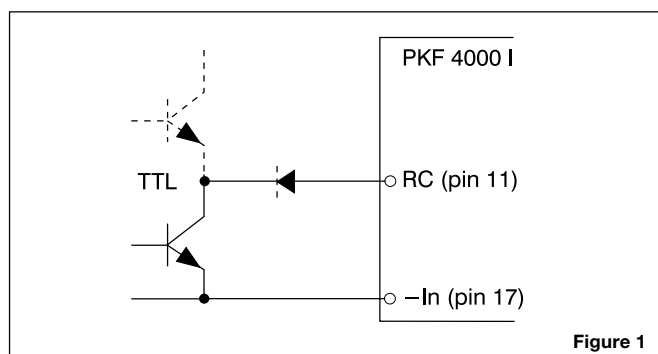 PKF 4000 I
TTL
RC (pin 11)
–In (pin 17)
Figure 1